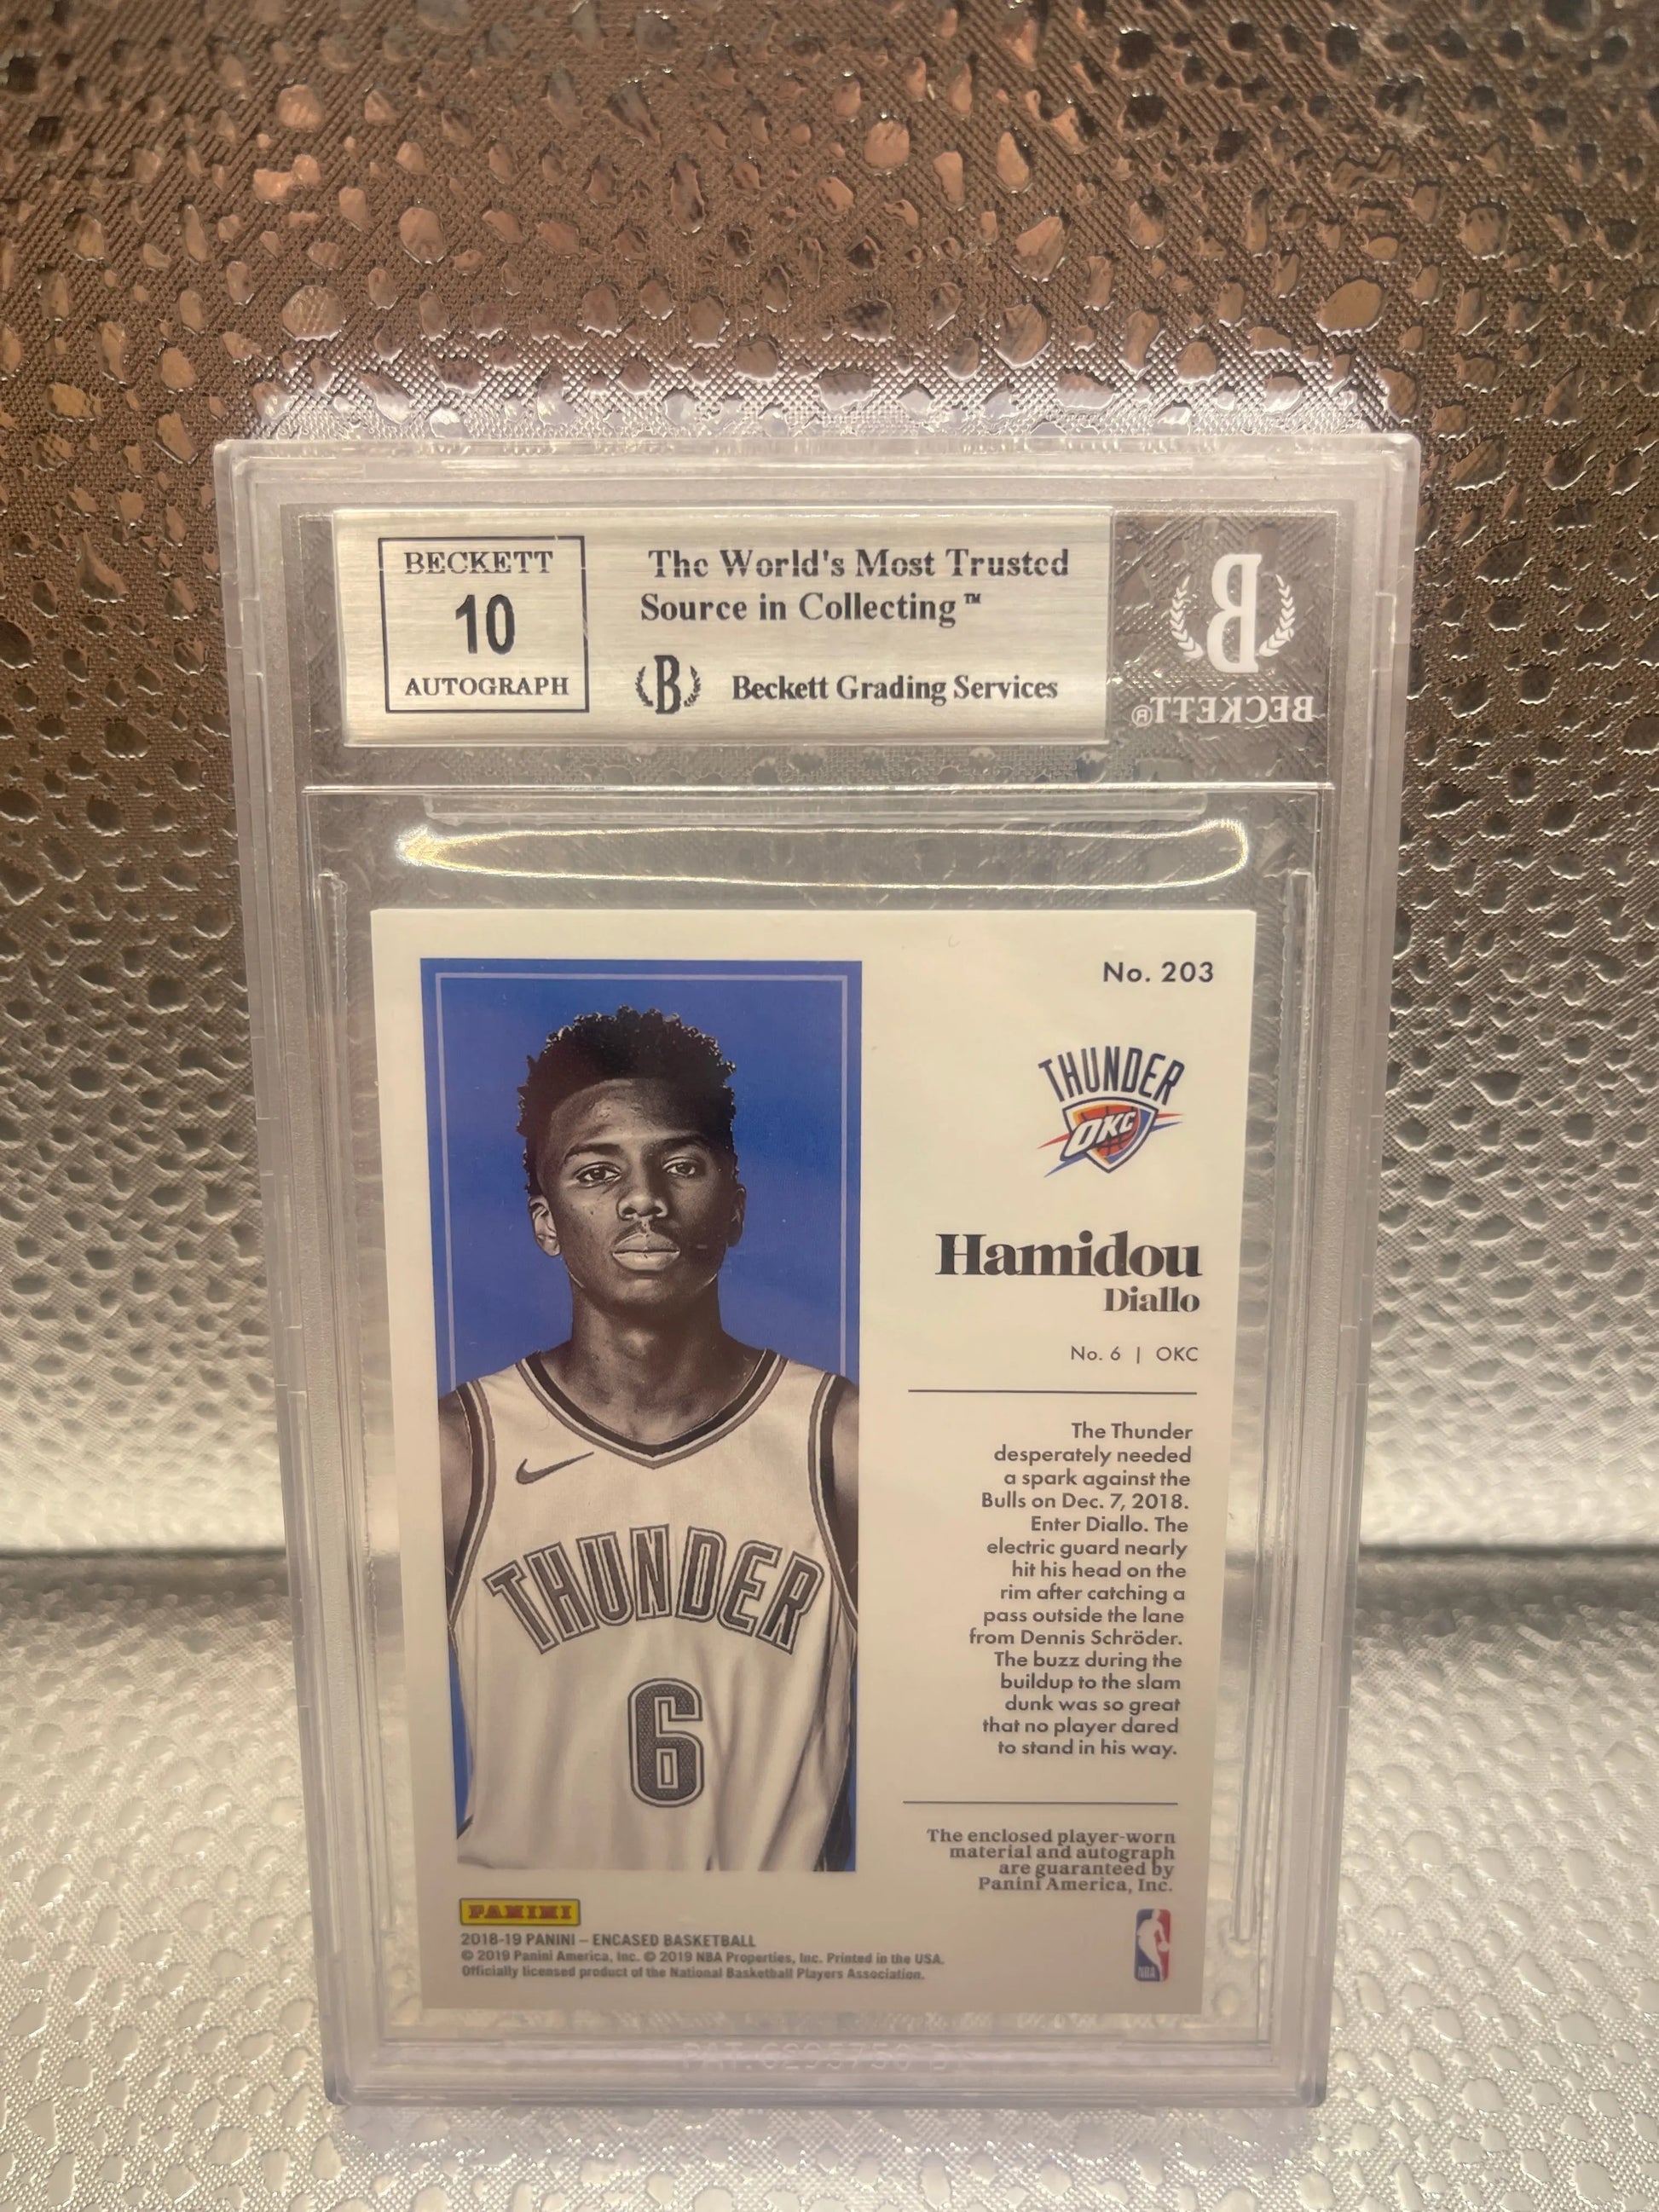 BECKETT
10
AUTOGRAPH
The World's Most Trusted
Source in Collecting™
B Beckett Grading Services
B
BECKETT®
No. 203
THUNDER
OKC
Hamidou
Diallo
No. 6 | OKC
The Thunder
desperately needed
a spark against the
Bulls on Dec. 7, 2018.
Enter Diallo. The
electric guard nearly
hit his head on the
rim after catching a
pass outside the lane
from Dennis Schröder.
The buzz during the
buildup to the slam
dunk was so great
that no player dared
to stand in his way.
The enclosed player-worn
material and autograph
are guaranteed by
Panini America, Inc.
THUNDER
6
PANINI
2018-19 PANINI – ENCASED BASKETBALL
© 2019 Panini America, Inc. © 2019 NBA Properties, Inc. Printed in the USA.
Officially licensed product of the National Basketball Players Association.
NBA